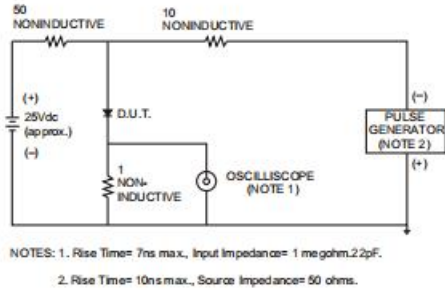 50
NONINDUCTIVE
10
NONINDUCTIVE
(+)
25Vdc
(approx.)
(−)
D.U.T.
1
NON-
INDUCTIVE
OSCILLISCOPE
(NOTE 1)
(−)
PULSE
GENERATOR
(NOTE 2)
(+)
NOTES: 1. Rise Time= 7ns max., Input Impedance= 1 megohm.22pF.
2. Rise Time= 10ns max., Source Impedance= 50 ohms.